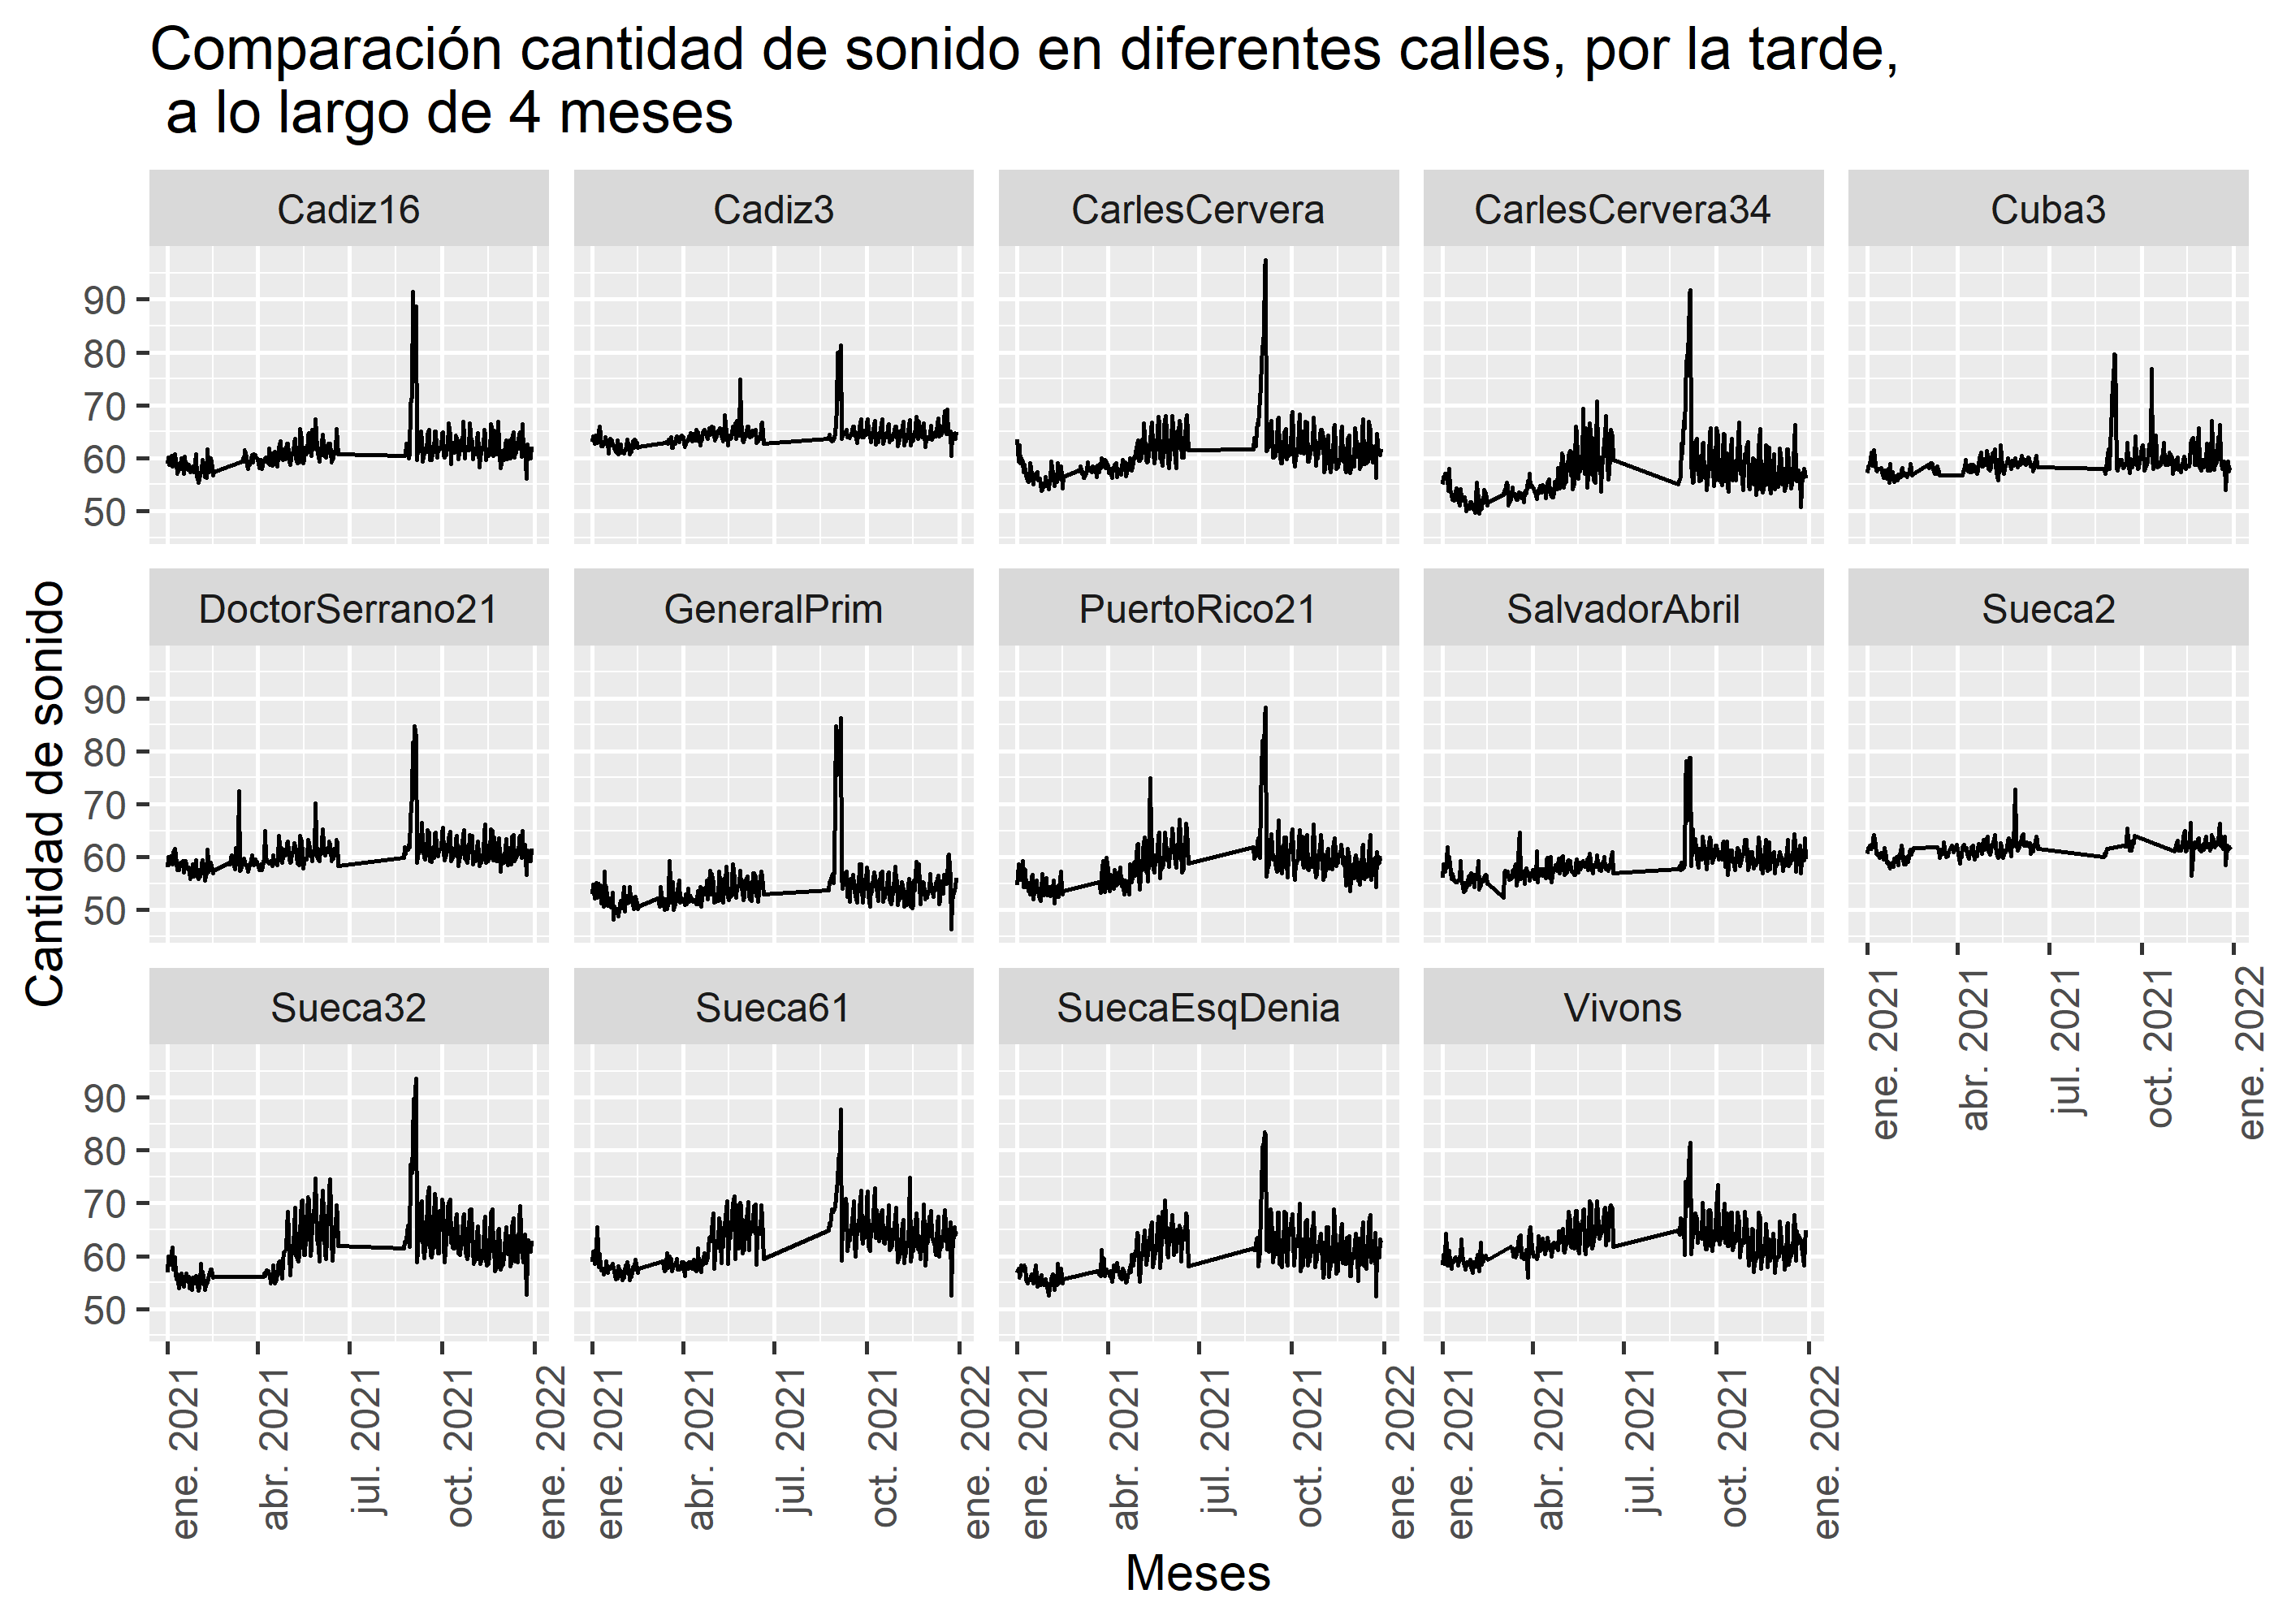 Comparación cantidad de sonido en diferentes calles, por la tarde,
a lo largo de 4 meses
Cadiz16
Cadiz3
CarlesCervera
CarlesCervera34
Cuba3
90
80
70
60
50
DoctorSerrano21
GeneralPrim
PuertoRico21
SalvadorAbril
Sueca2
90
80
70
60
50
ene. 2021
abr. 2021
jul. 2021
oct. 2021
ene. 2022
Sueca32
Sueca61
SuecaEsqDenia
Vivons
90
80
70
60
50
ene. 2021
abr. 2021
jul. 2021
oct. 2021
ene. 2022
ene. 2021
abr. 2021
jul. 2021
oct. 2021
ene. 2022
ene. 2021
abr. 2021
jul. 2021
oct. 2021
ene. 2022
ene. 2021
abr. 2021
jul. 2021
oct. 2021
ene. 2022
Cantidad de sonido
Meses